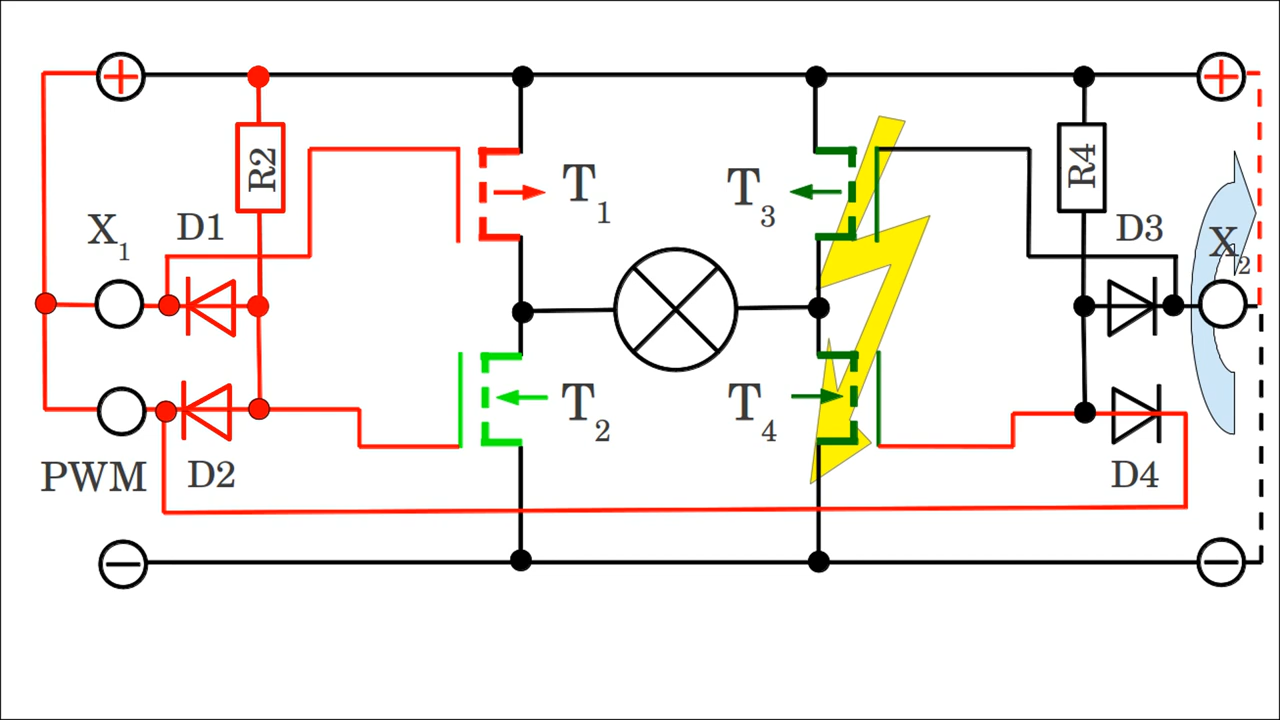 +
+
R2
R4
T1
T3
X1
D1
D3
X2
T2
T4
PWM
D2
D4
−
−